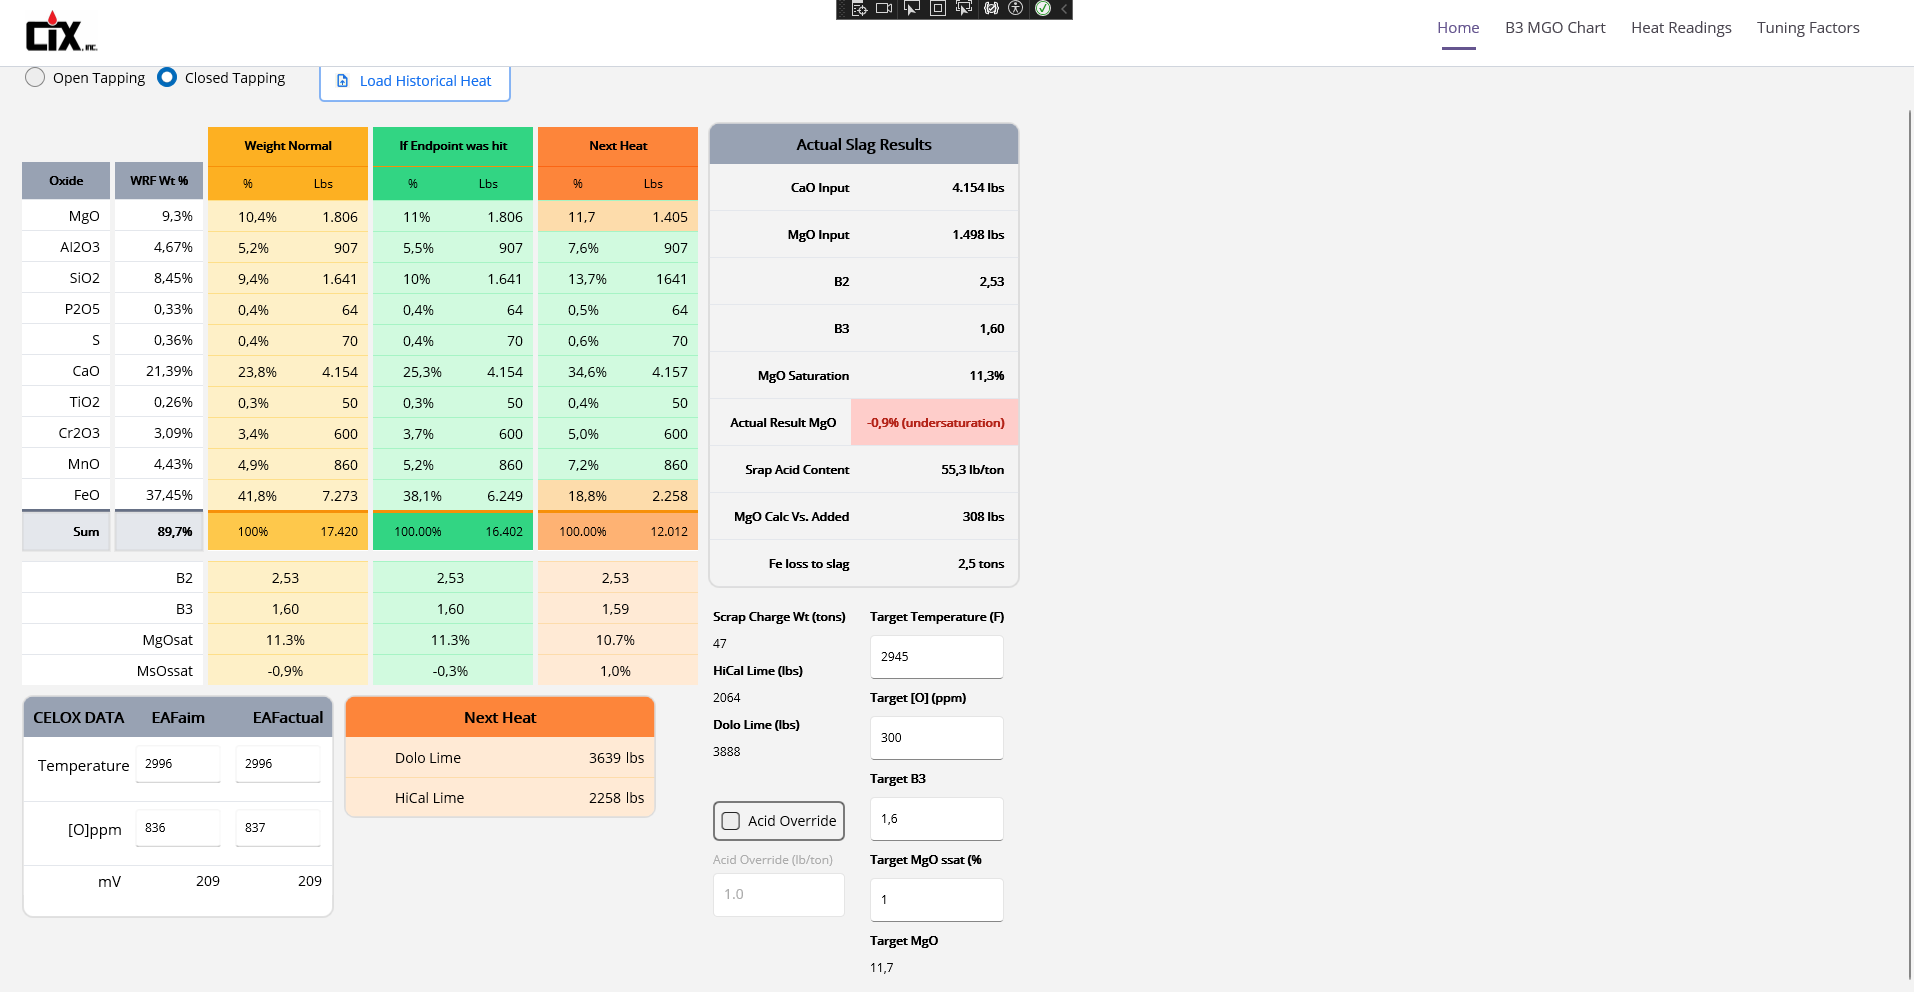 CIX, INC.
Home B3 MGO Chart Heat Readings Tuning Factors
Open Tapping Closed Tapping Load Historical Heat
Weight Normal If Endpoint was hit Next Heat
Oxide WRF Wt % % Lbs % Lbs % Lbs
MgO 9,3% 10,4% 1.806 11% 1.806 11,7 1.405
Al2O3 4,67% 5,2% 907 5,5% 907 7,6% 907
SiO2 8,45% 9,4% 1.641 10% 1.641 13,7% 1641
P2O5 0,33% 0,4% 64 0,4% 64 0,5% 64
S 0,36% 0,4% 70 0,4% 70 0,6% 70
CaO 21,39% 23,8% 4.154 25,3% 4.154 34,6% 4.157
TiO2 0,26% 0,3% 50 0,3% 50 0,4% 50
Cr2O3 3,09% 3,4% 600 3,7% 600 5,0% 600
MnO 4,43% 4,9% 860 5,2% 860 7,2% 860
FeO 37,45% 41,8% 7.273 38,1% 6.249 18,8% 2.258
Sum 89,7% 100% 17.420 100.00% 16.402 100.00% 12.012
B2 2,53 2,53 2,53
B3 1,60 1,60 1,59
MgOsat 11.3% 11.3% 10.7%
MsOssat -0,9% -0,3% 1,0%
Actual Slag Results
CaO Input 4.154 lbs
MgO Input 1.498 lbs
B2 2,53
B3 1,60
MgO Saturation 11,3%
Actual Result MgO -0,9% (undersaturation)
Srap Acid Content 55,3 lb/ton
MgO Calc Vs. Added 308 lbs
Fe loss to slag 2,5 tons
CELOX DATA EAFaim EAFactual
Temperature 2996 2996
[O]ppm 836 837
mV 209 209
Next Heat
Dolo Lime 3639 lbs
HiCal Lime 2258 lbs
Scrap Charge Wt (tons)
47
HiCal Lime (lbs)
2064
Dolo Lime (lbs)
3888
Acid Override
Acid Override (lb/ton)
1.0
Target Temperature (F)
2945
Target [O] (ppm)
300
Target B3
1,6
Target MgO ssat (%
1
Target MgO
11,7